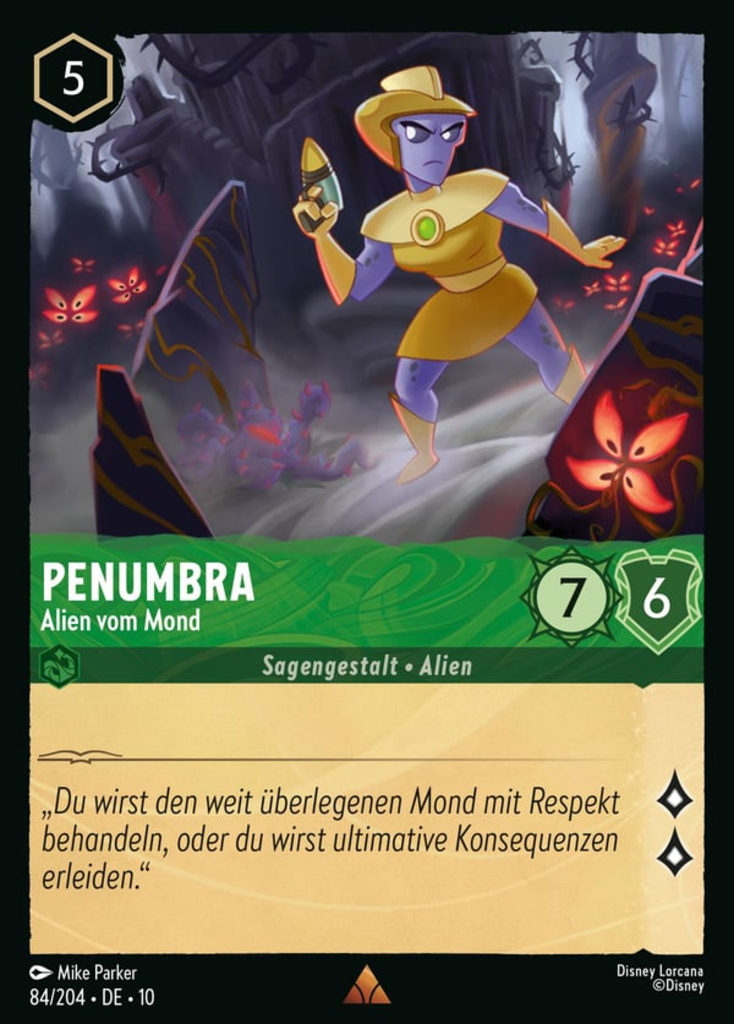 5
PENUMBRA
Alien vom Mond
7
6
Sagengestalt • Alien
„Du wirst den weit überlegenen Mond mit Respekt
behandeln, oder du wirst ultimative Konsequenzen
erleiden.“
Mike Parker
Disney Lorcana
84/204 • DE • 10
©Disney